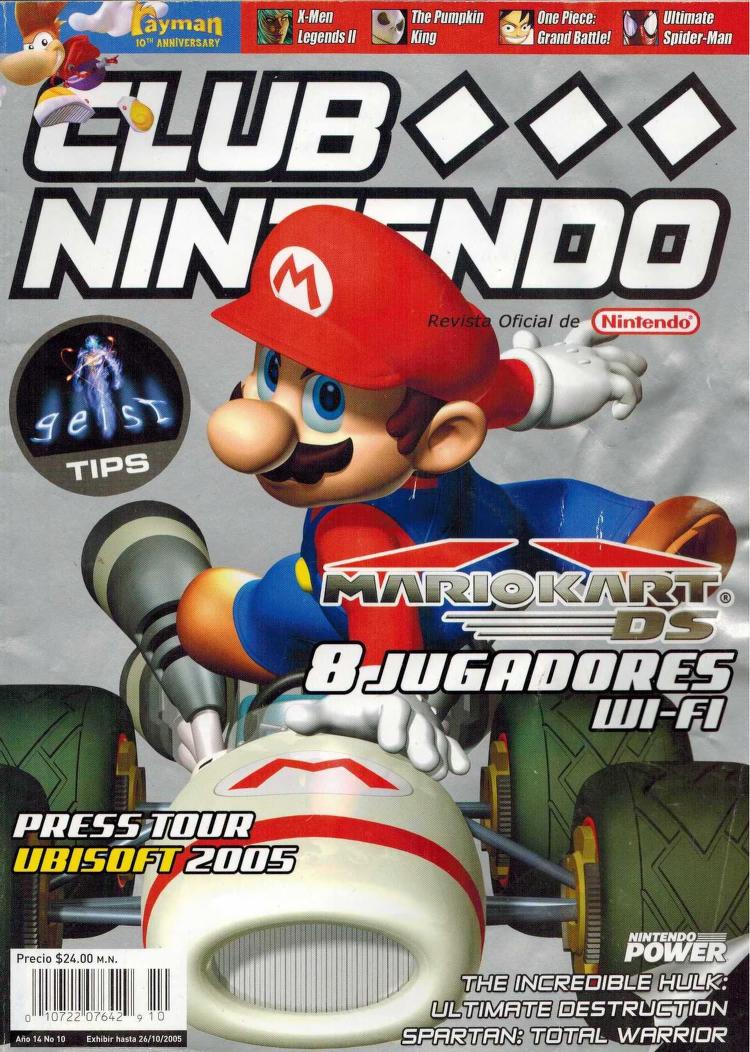 Rayman
10TH ANNIVERSARY
X-Men
Legends II
The Pumpkin
King
One Piece:
Grand Battle!
Ultimate
Spider-Man
CLUB
NINTENDO
Revista Oficial de Nintendo®
geist
TIPS
M
MARIOKART®
DS
8 JUGADORES
WI-FI
PRESS TOUR
UBISOFT 2005
NINTENDO
POWER
THE INCREDIBLE HULK:
ULTIMATE DESTRUCTION
SPARTAN: TOTAL WARRIOR
Precio $24.00 M.N.
0 10722 07642 9 10
Año 14 No 10 Exhibir hasta 26/10/2005